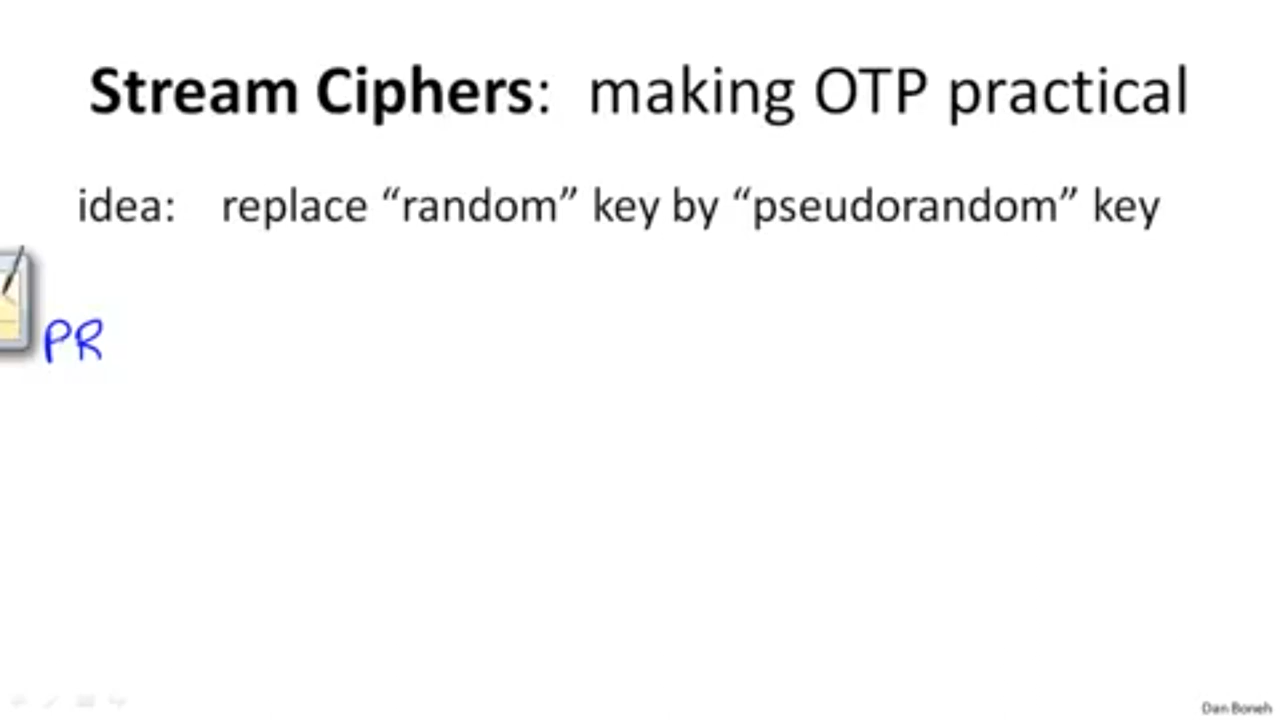 Stream Ciphers: making OTP practical
idea: replace “random” key by “pseudorandom” key
PR
Dan Boneh